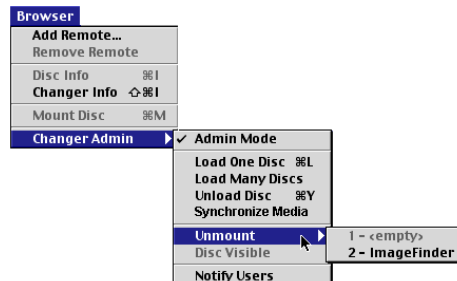 Browser
Add Remote...
Remove Remote
Disc Info ⌘I
Changer Info ⇧⌘I
Mount Disc ⌘M
Changer Admin
✓ Admin Mode
Load One Disc ⌘L
Load Many Discs
Unload Disc ⌘Y
Synchronize Media
Unmount
1 - <empty>
2 - ImageFinder
Disc Visible
Notify Users